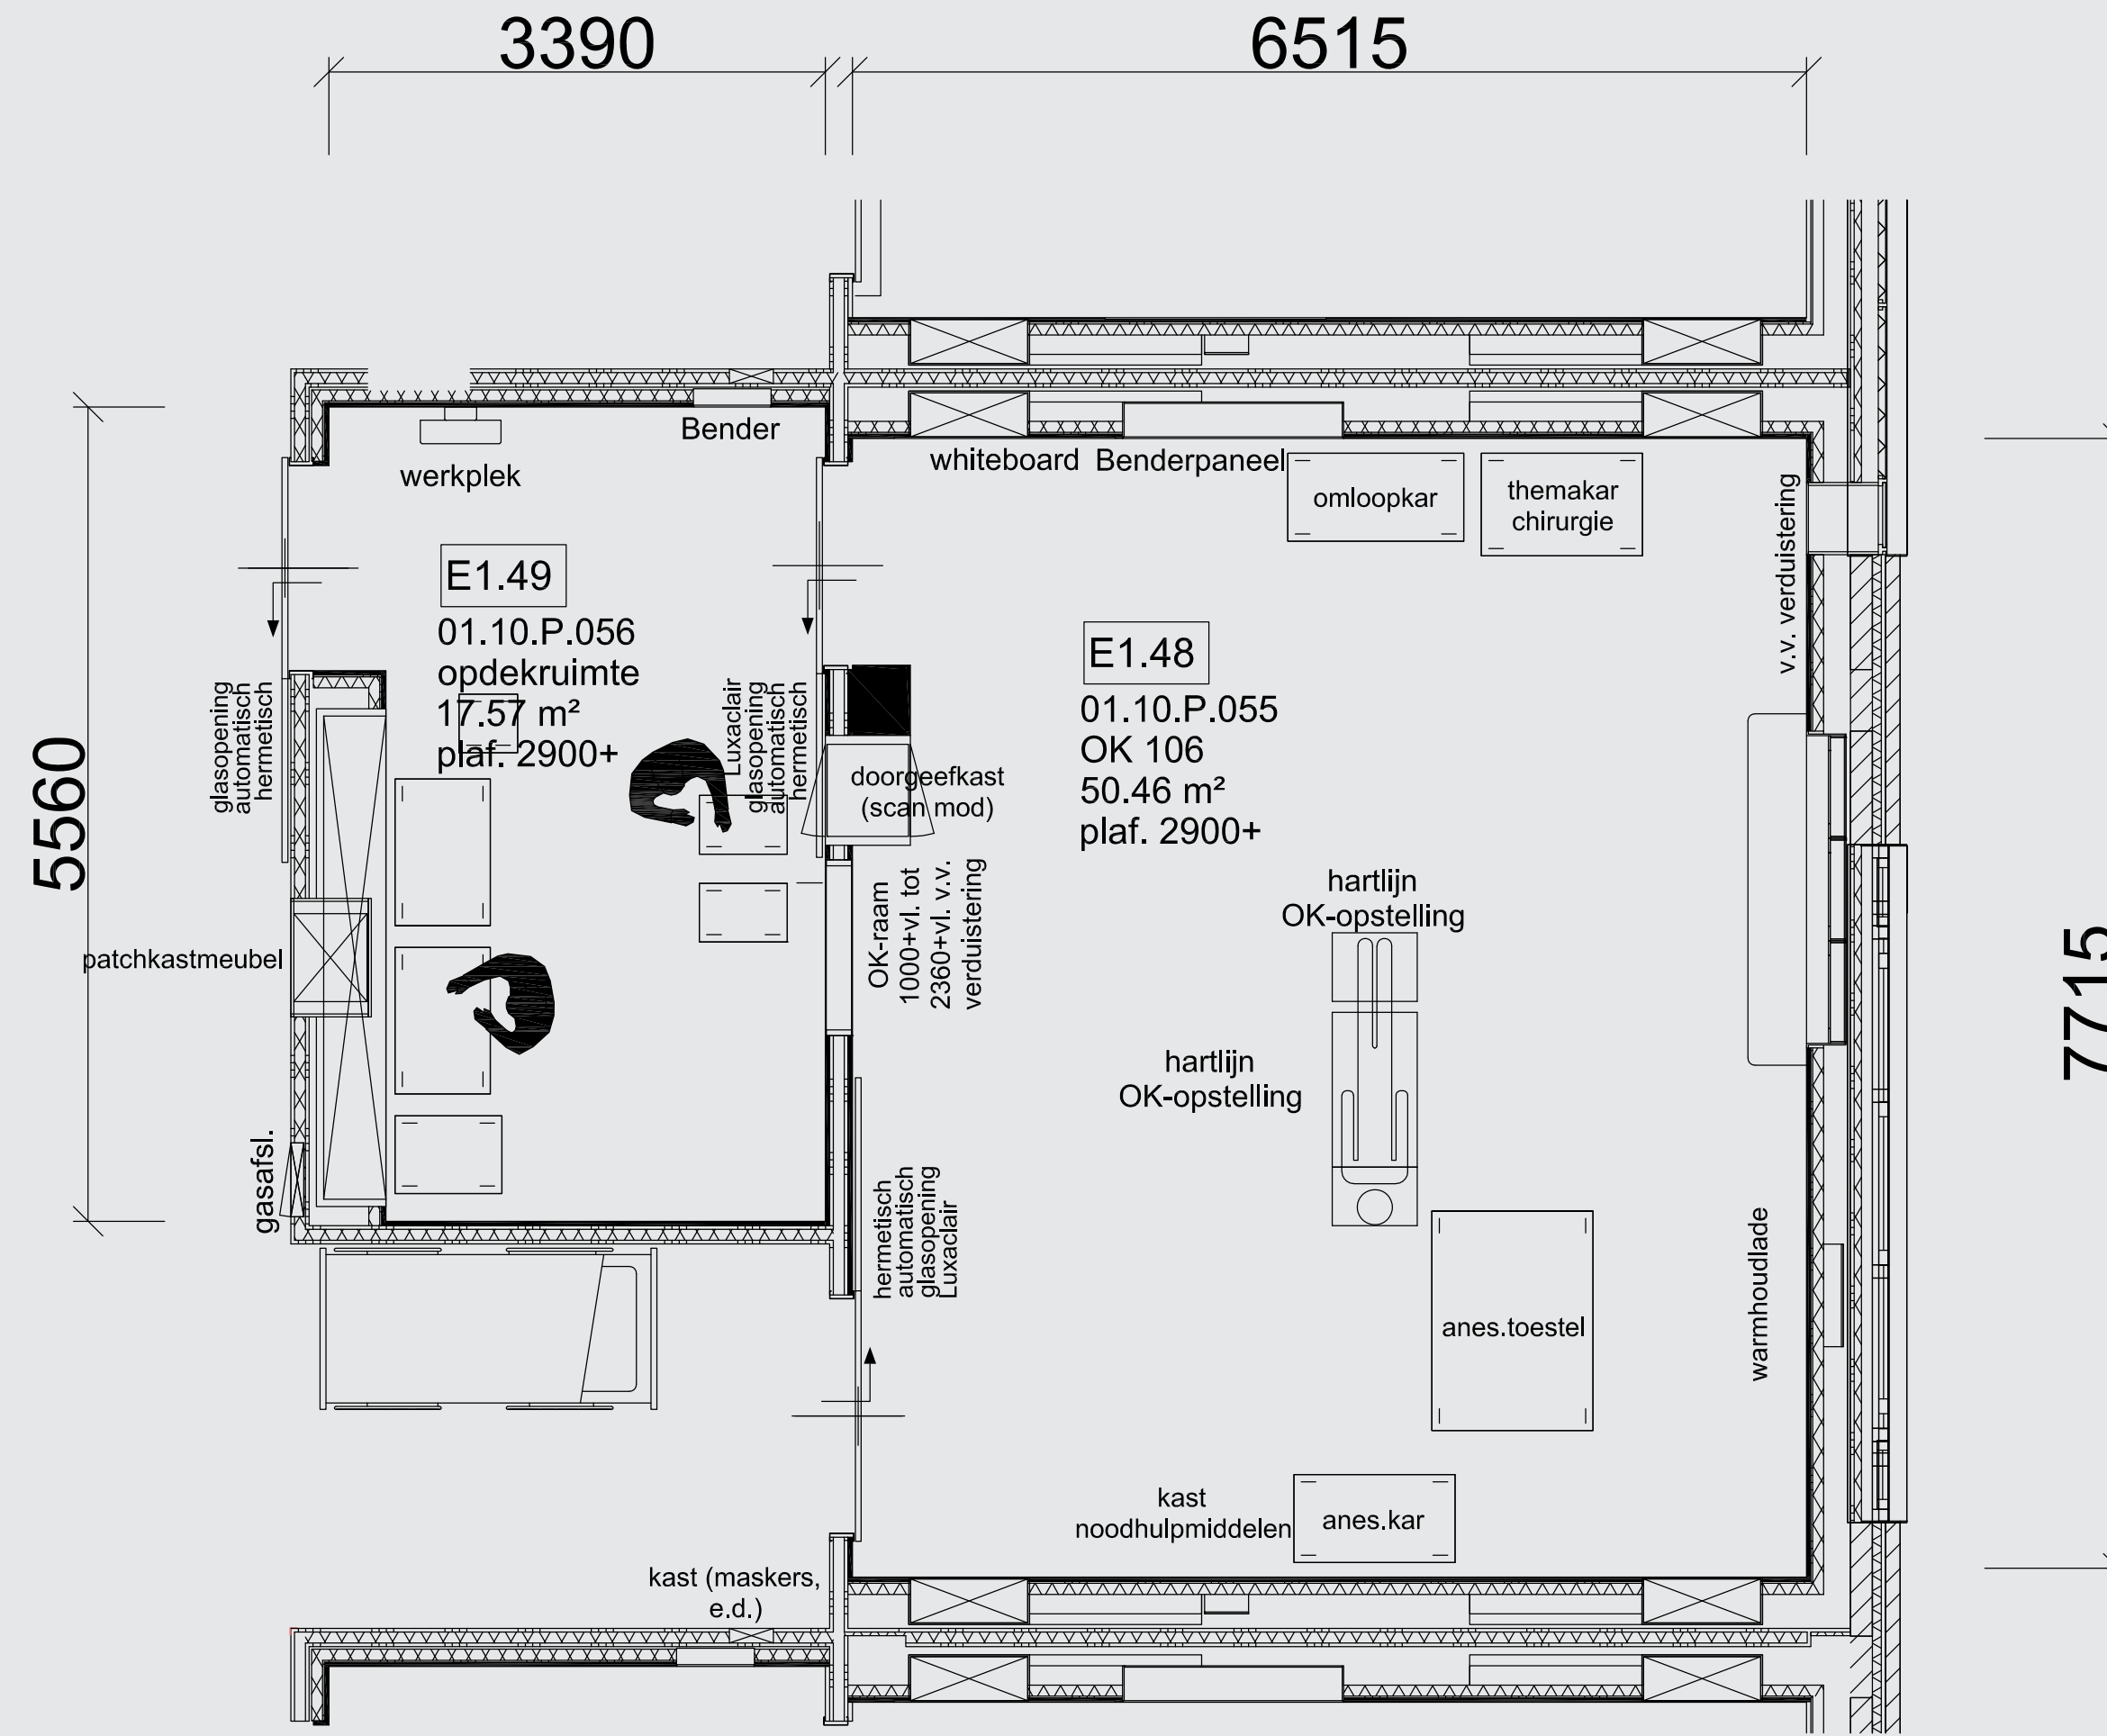 3390
6515
5560
7715
Bender
werkplek
whiteboard
Benderpaneel
omloopkar
themakar
chirurgie
v.v. verduistering
E1.49
01.10.P.056
opdekruimte
17.57 m²
plaf. 2900+
glasopening
automatisch
hermetisch
Luxaclair
glasopening
automatisch
hermetisch
E1.48
01.10.P.055
OK 106
50.46 m²
plaf. 2900+
doorgeefkast
(scan mod)
OK-raam
1000+vl. tot
2360+vl. v.v.
verduistering
hartlijn
OK-opstelling
patchkastmeubel
hartlijn
OK-opstelling
gasafsl.
hermetisch
automatisch
glasopening
Luxaclair
warmhoudlade
anes.toestel
kast
noodhulpmiddelen
anes.kar
kast (maskers,
e.d.)